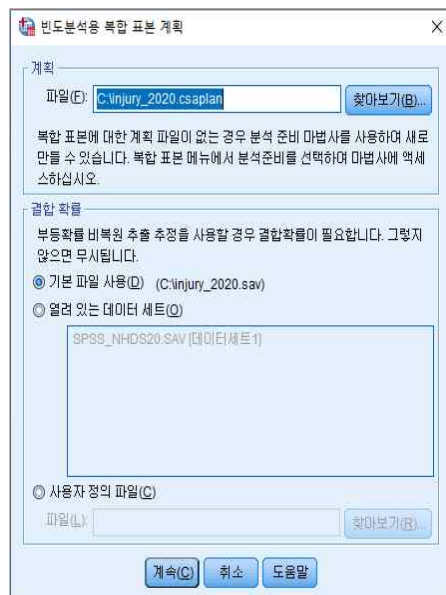 빈도분석용 복합 표본 계획
계획
파일(F): C:\injury_2020.csaplan 찾아보기(B)...
복합 표본에 대한 계획 파일이 없는 경우 분석 준비 마법사를 사용하여 새로
만들 수 있습니다. 복합 표본 메뉴에서 분석준비를 선택하여 마법사에 액세
스하십시오.
결합 확률
부등확률 비복원 추출 추정을 사용할 경우 결합확률이 필요합니다. 그렇지
않으면 무시됩니다.
기본 파일 사용(D) (C:\injury_2020.sav)
열려 있는 데이터 세트(O)
SPSS_NHDS20.SAV [데이터세트1]
사용자 정의 파일(C)
파일(L): 찾아보기(R)...
계속(C) 취소 도움말